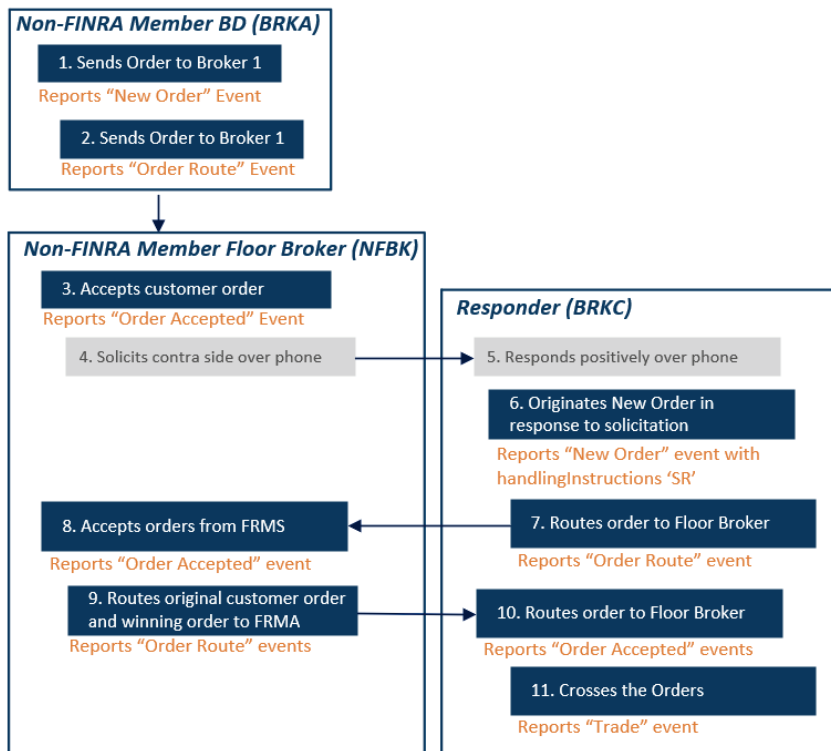 Non-FINRA Member BD (BRKA)
1. Sends Order to Broker 1
Reports “New Order” Event
2. Sends Order to Broker 1
Reports “Order Route” Event
Non-FINRA Member Floor Broker (NFBK)
3. Accepts customer order
Reports “Order Accepted” Event
Responder (BRKC)
4. Solicits contra side over phone
5. Responds positively over phone
6. Originates New Order in
response to solicitation
Reports “New Order” event with
handlingInstructions ‘SR’
8. Accepts orders from FRMS
Reports “Order Accepted” event
7. Routes order to Floor Broker
Reports “Order Route” event
9. Routes original customer order
and winning order to FRMA
Reports “Order Route” events
10. Routes order to Floor Broker
Reports “Order Accepted” events
11. Crosses the Orders
Reports “Trade” event